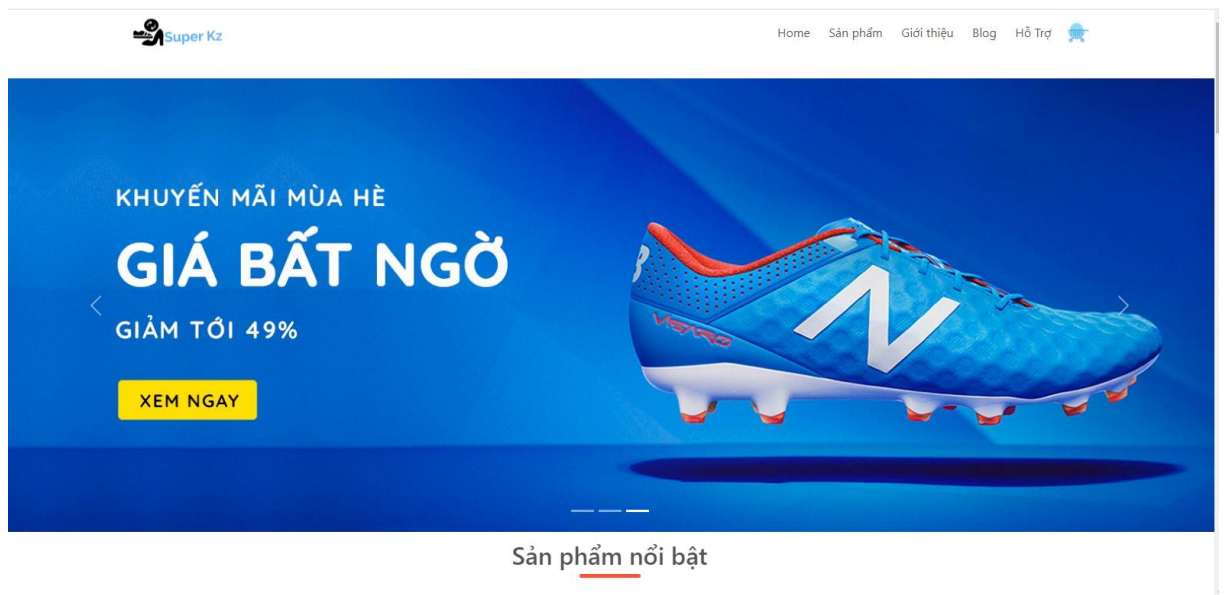 Super Kz
Home Sản phẩm Giới thiệu Blog Hỗ Trợ
KHUYẾN MÃI MÙA HÈ
GIÁ BẤT NGỜ
GIẢM TỚI 49%
XEM NGAY
VISARO
N
Sản phẩm nổi bật